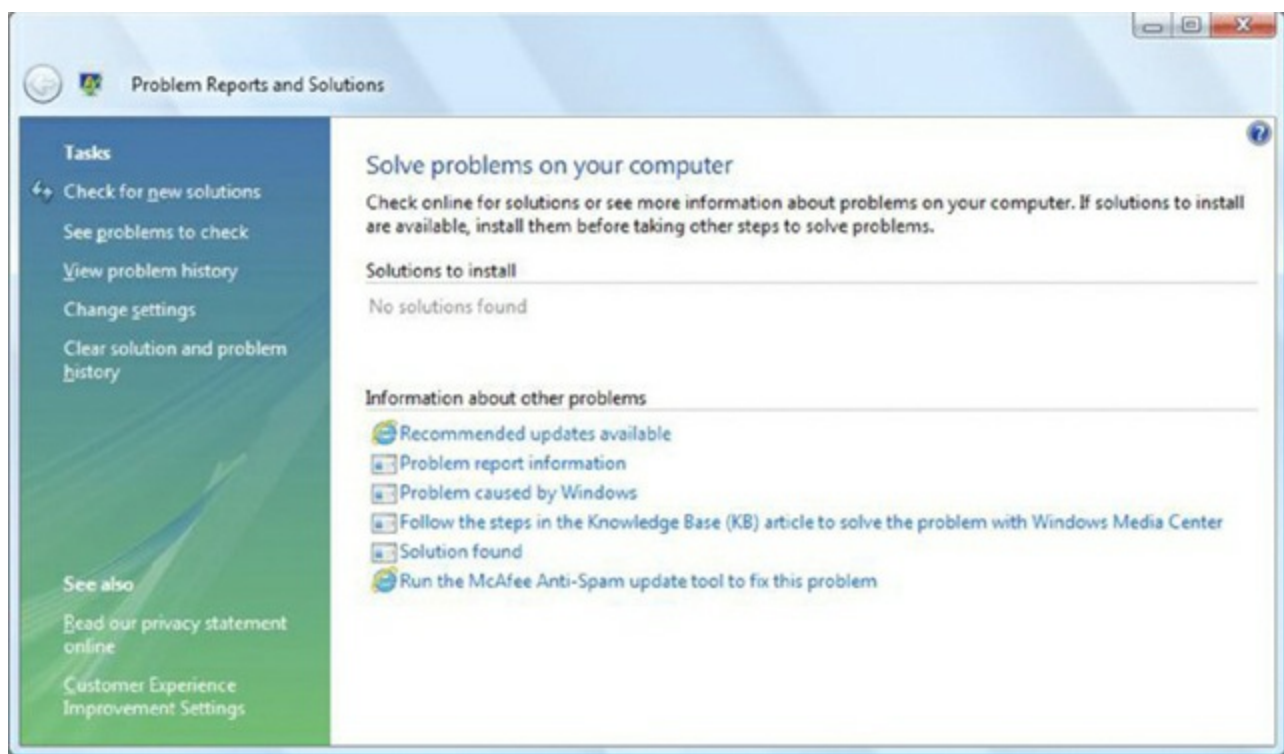 Problem Reports and Solutions
Tasks
Check for new solutions
See problems to check
View problem history
Change settings
Clear solution and problem
history
See also
Read our privacy statement
online
Customer Experience
Improvement Settings
Solve problems on your computer
Check online for solutions or see more information about problems on your computer. If solutions to install
are available, install them before taking other steps to solve problems.
Solutions to install
No solutions found
Information about other problems
Recommended updates available
Problem report information
Problem caused by Windows
Follow the steps in the Knowledge Base (KB) article to solve the problem with Windows Media Center
Solution found
Run the McAfee Anti-Spam update tool to fix this problem